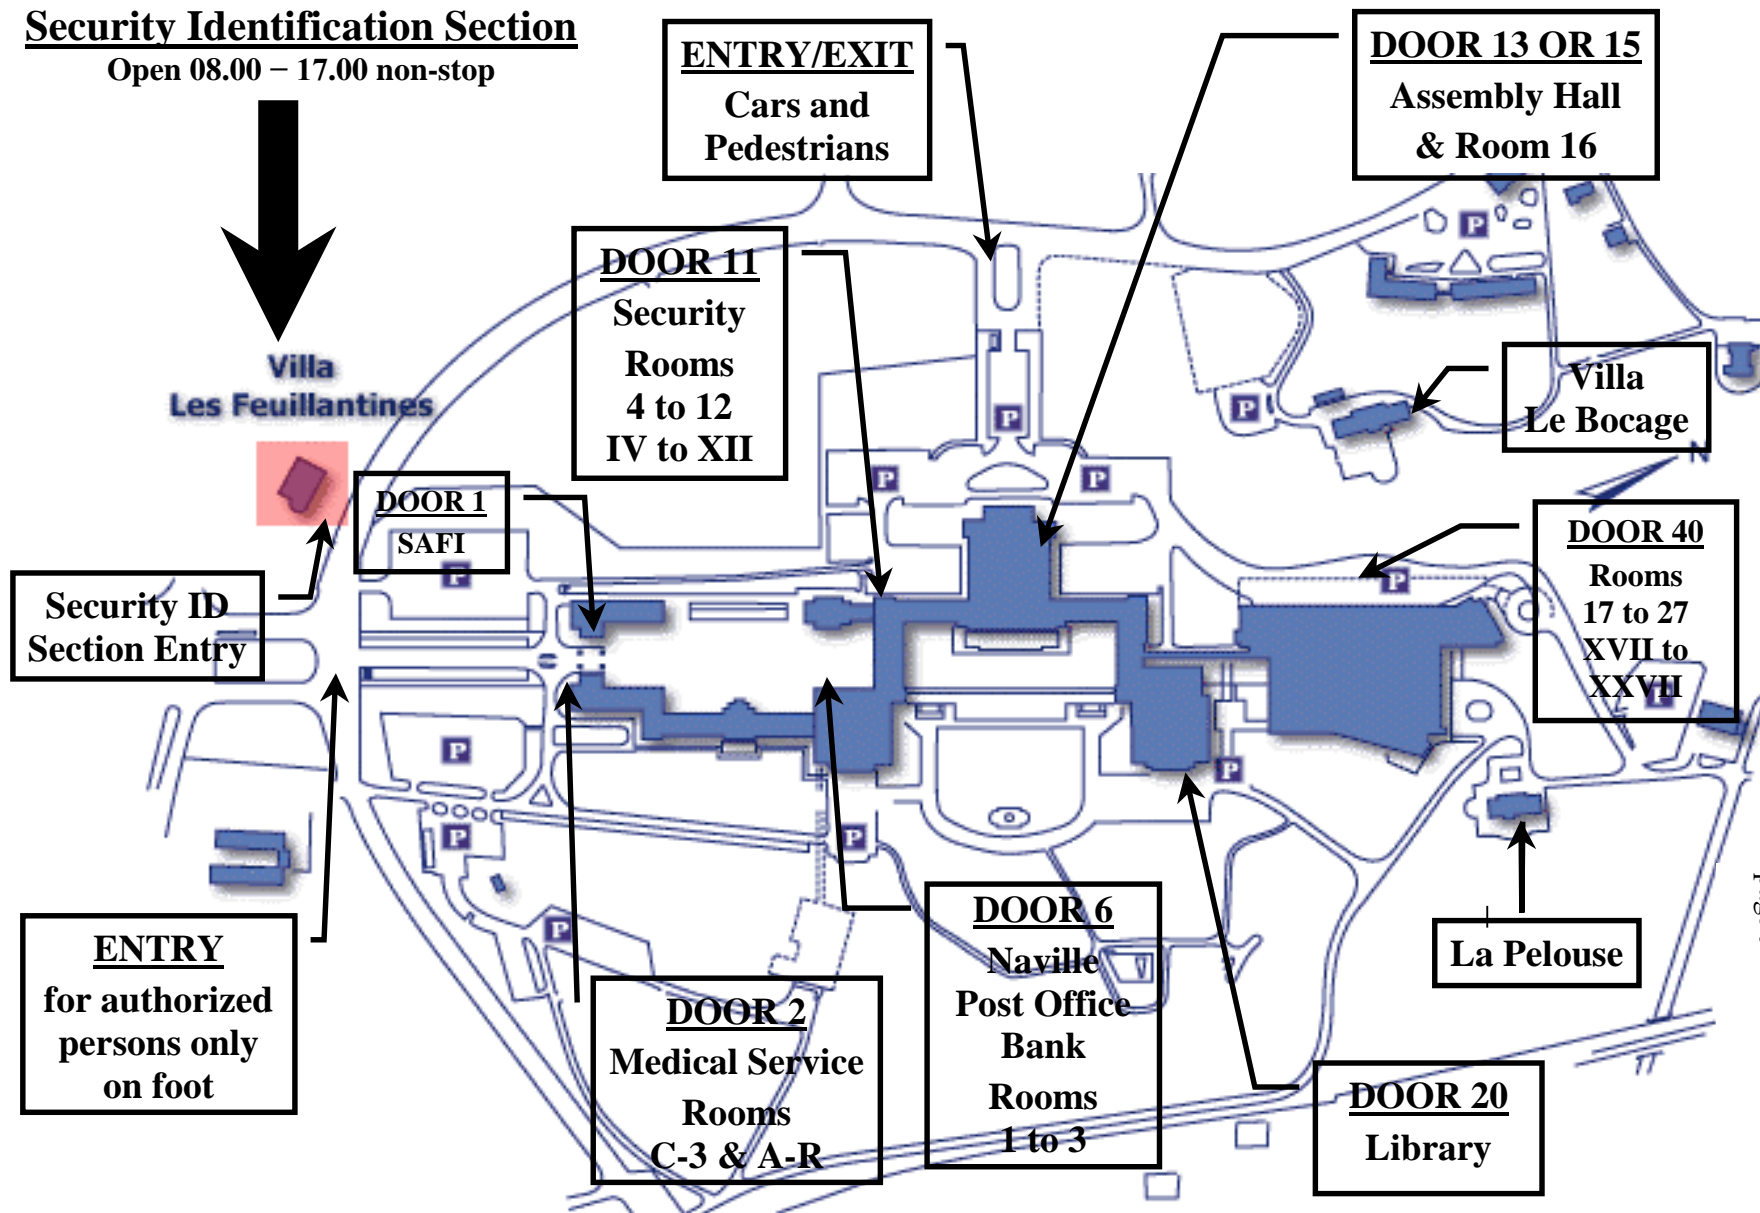 Security Identification Section
Open 08.00 – 17.00 non-stop
ENTRY/EXIT
Cars and
Pedestrians
DOOR 13 OR 15
Assembly Hall
& Room 16
DOOR 11
Security
Rooms
4 to 12
IV to XII
Villa
Les Feuillantines
P
P
P
P
P
Villa
Le Bocage
N
DOOR 1
SAFI
P
DOOR 40
Rooms
17 to 27
XVII to
XXVII
P
P
Security ID
Section Entry
P
P
P
P
P
ENTRY
for authorized
persons only
on foot
DOOR 2
Medical Service
Rooms
C-3 & A-R
DOOR 6
Naville
Post Office
Bank
Rooms
1 to 3
La Pelouse
DOOR 20
Library